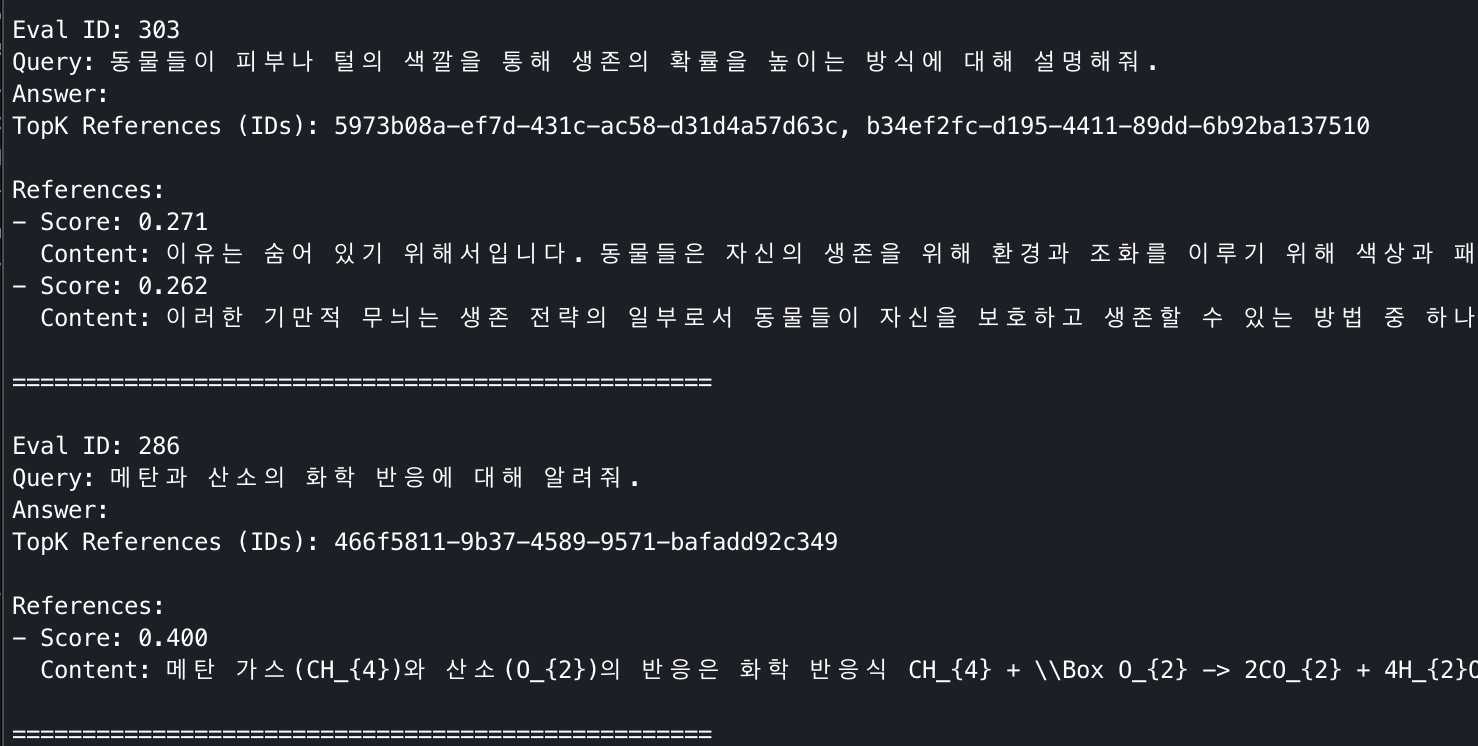 Eval ID: 303
Query: 동물들이 피부나 털의 색깔을 통해 생존의 확률을 높이는 방식에 대해 설명해줘.
Answer:
TopK References (IDs): 5973b08a-ef7d-431c-ac58-d31d4a57d63c, b34ef2fc-d195-4411-89dd-6b92ba137510
References:
- Score: 0.271
Content: 이유는 숨어 있기 위해서입니다. 동물들은 자신의 생존을 위해 환경과 조화를 이루기 위해 색상과 패
- Score: 0.262
Content: 이러한 기만적 무늬는 생존 전략의 일부로서 동물들이 자신을 보호하고 생존할 수 있는 방법 중 하나
==================================================
Eval ID: 286
Query: 메탄과 산소의 화학 반응에 대해 알려줘.
Answer:
TopK References (IDs): 466f5811-9b37-4589-9571-bafadd92c349
References:
- Score: 0.400
Content: 메탄 가스(CH_{4})와 산소(O_{2})의 반응은 화학 반응식 CH_{4} + \\Box O_{2} -> 2CO_{2} + 4H_{2}O
==================================================